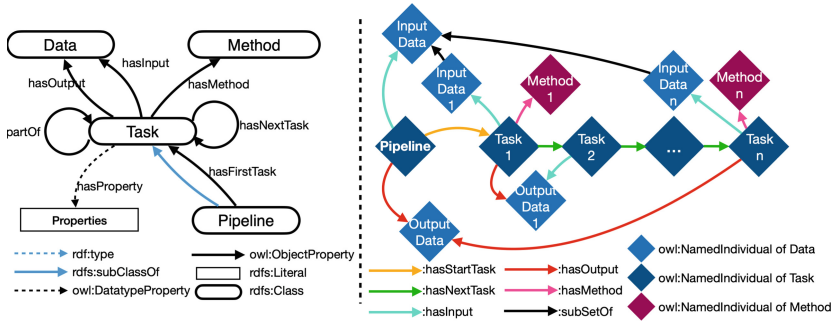 Data
Method
hasOutput
hasInput
hasMethod
partOf
Task
hasNextTask
hasProperty
hasFirstTask
Properties
Pipeline
rdf:type
owl:ObjectProperty
rdfs:subClassOf
rdfs:Literal
owl:DatatypeProperty
rdfs:Class
Input
Data
Input
Data
1
Method
1
Input
Data
n
Method
n
Pipeline
Task
1
Task
2
...
Task
n
Output
Data
1
Output
Data
:hasStartTask
:hasOutput
:hasNextTask
:hasMethod
:hasInput
:subSetOf
owl:NamedIndividual of Data
owl:NamedIndividual of Task
owl:NamedIndividual of Method